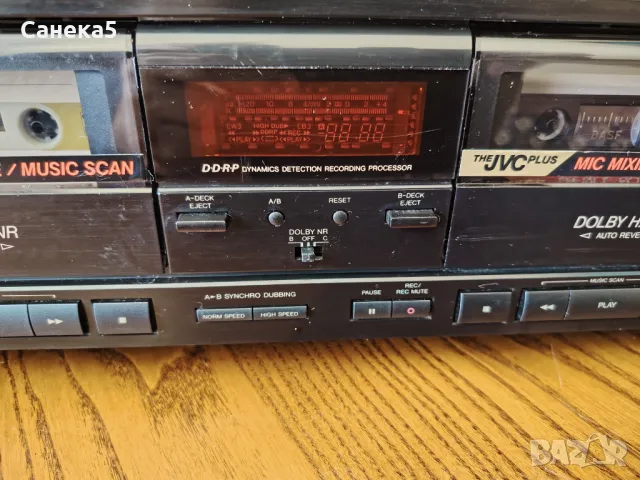 Санека5
BASF
/ MUSIC SCAN
D·D·R·P DYNAMICS DETECTION RECORDING PROCESSOR
THE JVC PLUS
MIC MIXI
A-DECK EJECT
A/B
RESET
B-DECK EJECT
NR
DOLBY NR
B OFF C
DOLBY H
AUTO REVE
A►B SYNCHRO DUBBING
NORM SPEED
HIGH SPEED
PAUSE
REC/ REC MUTE
MUSIC SCAN
PLAY
BAZAR